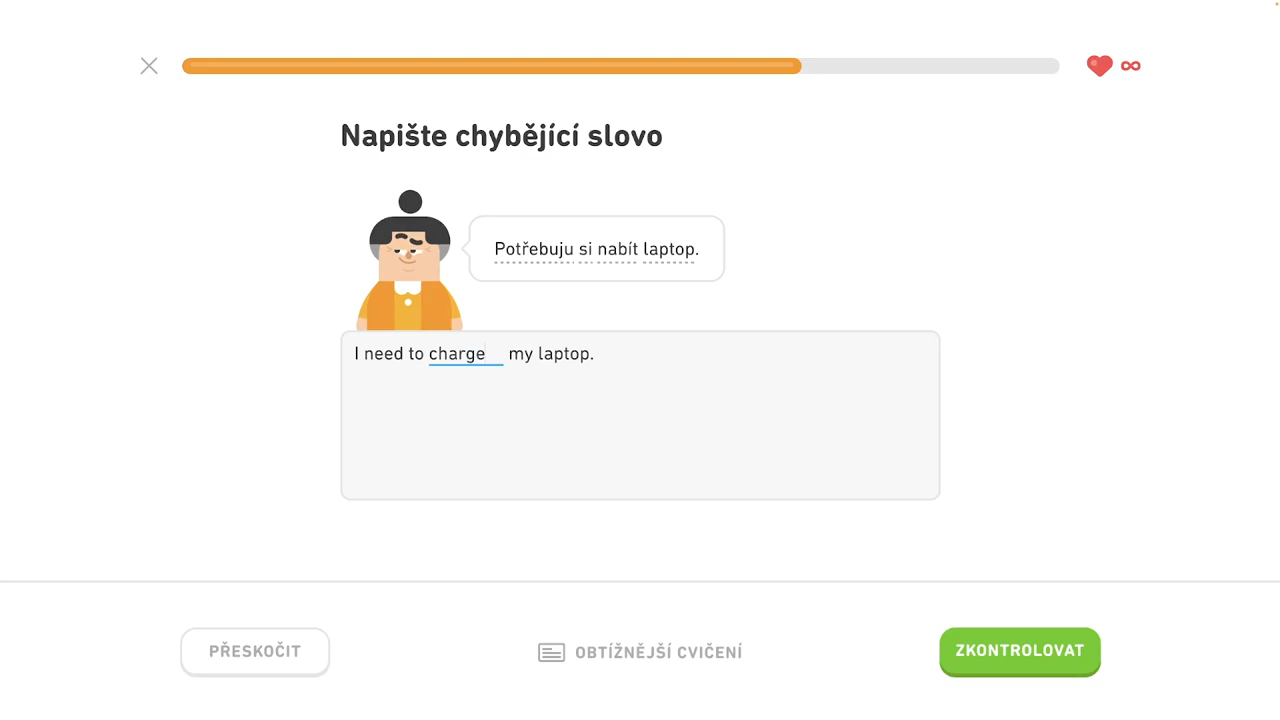 Napište chybějící slovo
Potřebuju si nabít laptop.
I need to charge my laptop.
PŘESKOČIT
OBTÍŽNĚJŠÍ CVIČENÍ
ZKONTROLOVAT